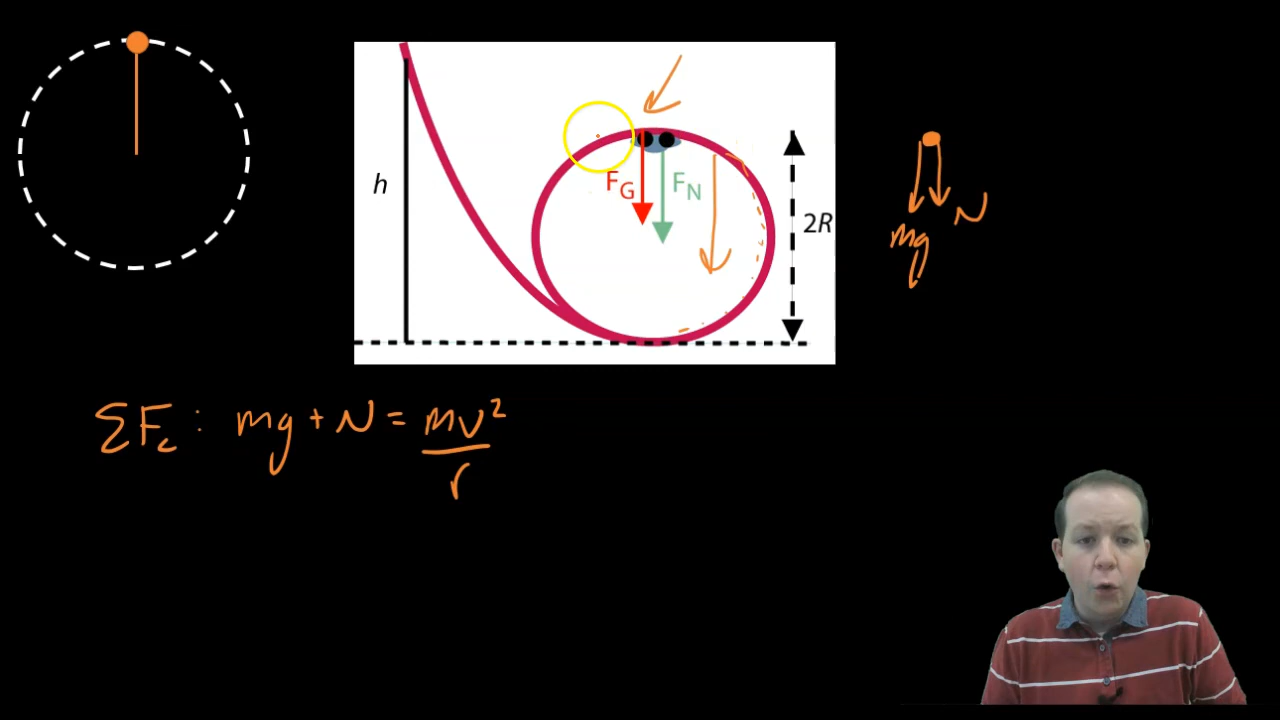 h
F_G
F_N
2R
mg
N
ΣF_c : mg + N = mv²/r